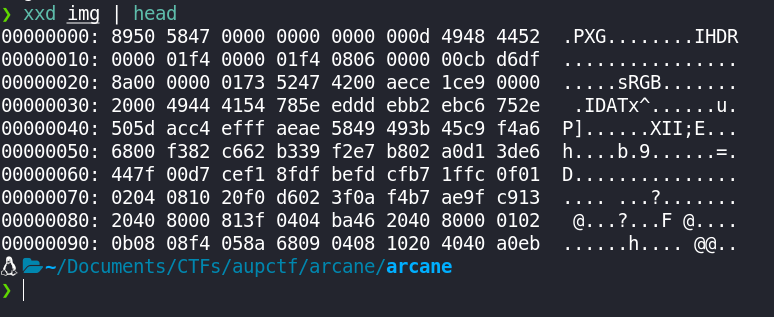 ❯ xxd img | head
00000000: 8950 5847 0000 0000 0000 000d 4948 4452  .PXG........IHDR
00000010: 0000 01f4 0000 01f4 0806 0000 00cb d6df  ................
00000020: 8a00 0000 0173 5247 4200 aece 1ce9 0000  .....sRGB.......
00000030: 2000 4944 4154 785e eddd ebb2 ebc6 752e   .IDATx^......u.
00000040: 505d acc4 efff aeae 5849 493b 45c9 f4a6  P]......XII;E...
00000050: 6800 f382 c662 b339 f2e7 b802 a0d1 3de6  h....b.9......=.
00000060: 447f 00d7 cef1 8fdf befd cfb7 1ffc 0f01  D...............
00000070: 0204 0810 20f0 d602 3f0a f4b7 ae9f c913  .... ...?.......
00000080: 2040 8000 813f 0404 ba46 2040 8000 0102   @...?...F @....
00000090: 0b08 08f4 058a 6809 0408 1020 4040 a0eb  ......h.... @@..
~/Documents/CTFs/aupctf/arcane/arcane
❯